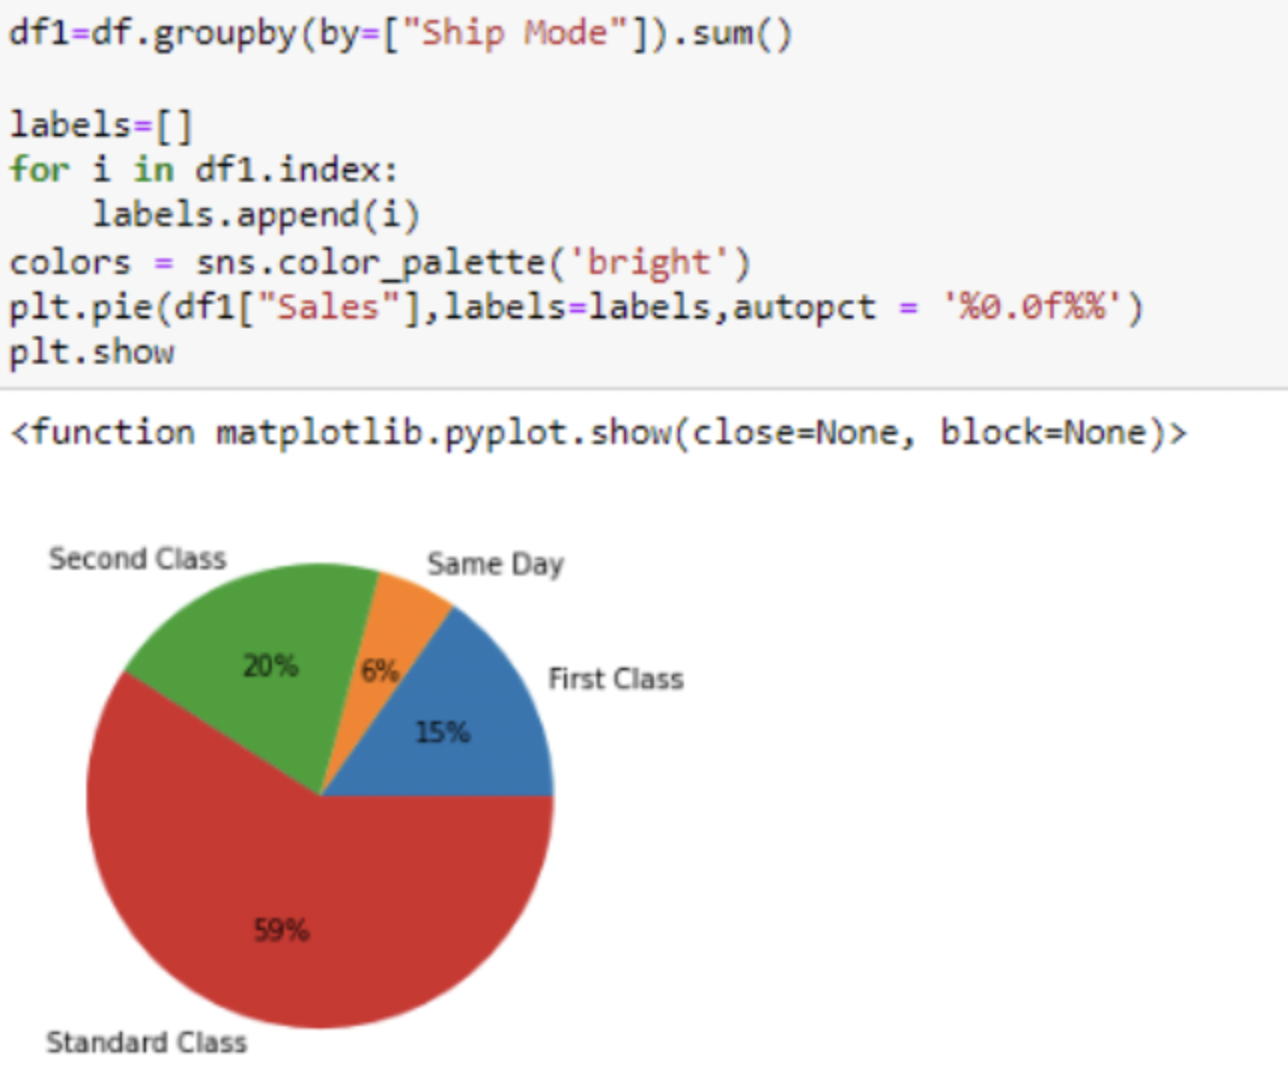 df1=df.groupby(by=["Ship Mode"]).sum()
labels=[]
for i in df1.index:
    labels.append(i)
colors = sns.color_palette('bright')
plt.pie(df1["Sales"],labels=labels,autopct = '%0.0f%%')
plt.show
<function matplotlib.pyplot.show(close=None, block=None)>
Second Class
Same Day
20%
6%
First Class
15%
59%
Standard Class